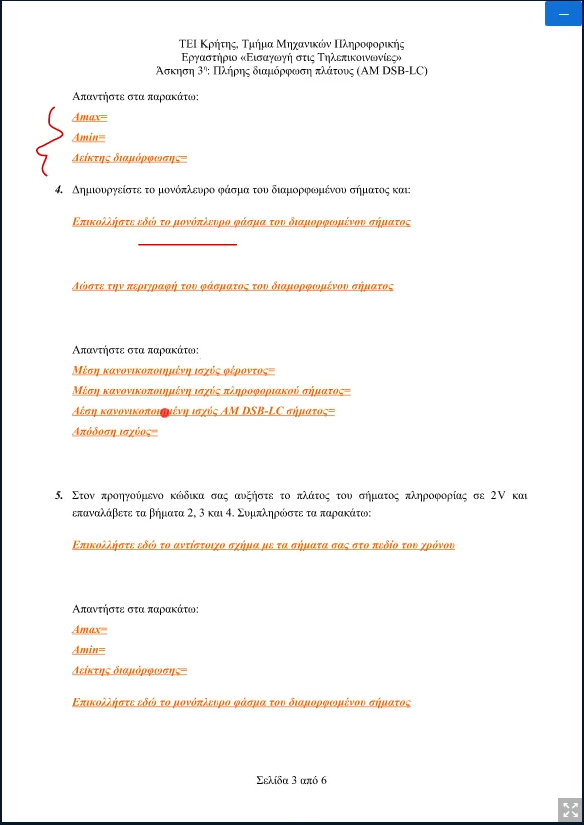 ΤΕΙ Κρήτης, Τμήμα Μηχανικών Πληροφορικής
Εργαστήριο «Εισαγωγή στις Τηλεπικοινωνίες»
Άσκηση 3η: Πλήρης διαμόρφωση πλάτους (AM DSB-LC)
Απαντήστε στα παρακάτω:
Amax=
Amin=
Δείκτης διαμόρφωσης=
4. Δημιουργείστε το μονόπλευρο φάσμα του διαμορφωμένου σήματος και:
Επικολλήστε εδώ το μονόπλευρο φάσμα του διαμορφωμένου σήματος
Δώστε την περιγραφή του φάσματος του διαμορφωμένου σήματος
Απαντήστε στα παρακάτω:
Μέση κανονικοποιημένη ισχύς φέροντος=
Μέση κανονικοποιημένη ισχύς πληροφοριακού σήματος=
Μέση κανονικοποιημένη ισχύς AM DSB-LC σήματος=
Απόδοση ισχύος=
5. Στον προηγούμενο κώδικα σας αυξήστε το πλάτος του σήματος πληροφορίας σε 2V και
επαναλάβετε τα βήματα 2, 3 και 4. Συμπληρώστε τα παρακάτω:
Επικολλήστε εδώ το αντίστοιχο σχήμα με τα σήματα σας στο πεδίο του χρόνου
Απαντήστε στα παρακάτω:
Amax=
Amin=
Δείκτης διαμόρφωσης=
Επικολλήστε εδώ το μονόπλευρο φάσμα του διαμορφωμένου σήματος
Σελίδα 3 από 6